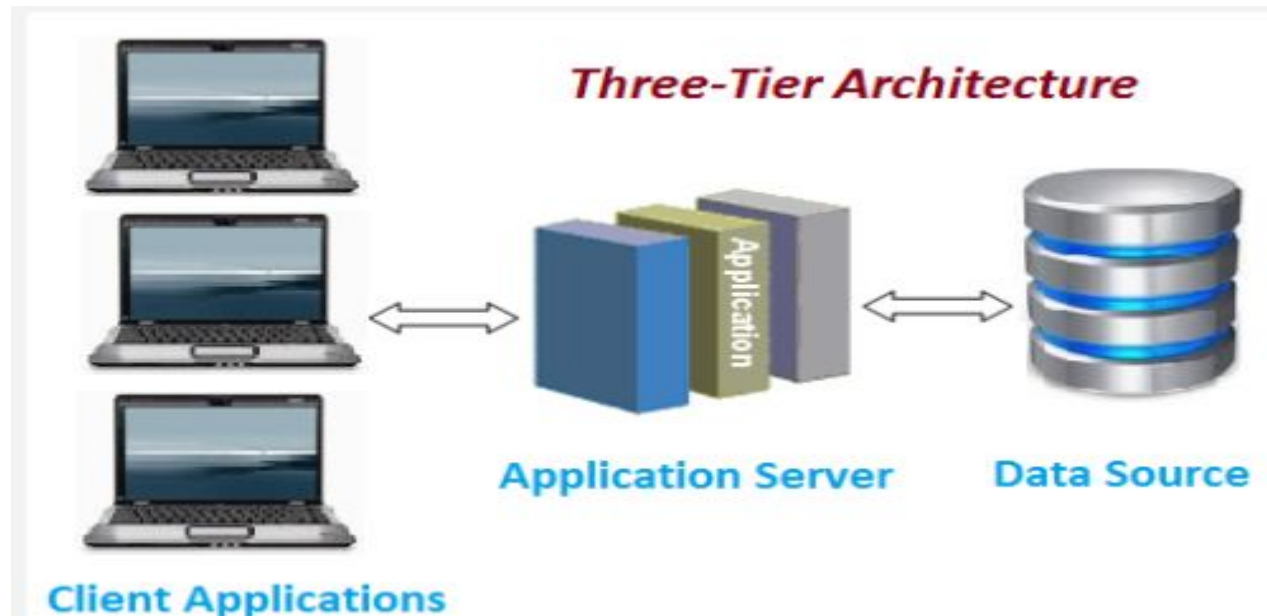 Three-Tier Architecture
Application
Application Server
Data Source
Client Applications